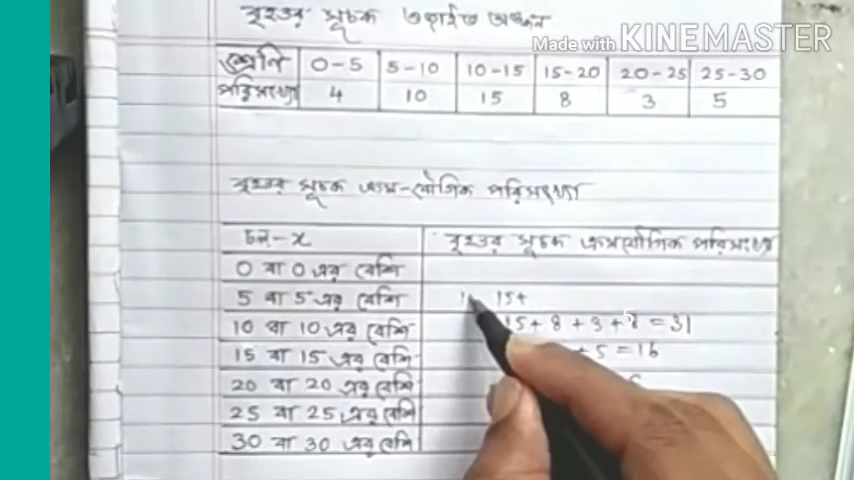 বৃহত্তর সূচক ওজাইভ অঙ্কন
Made with KINEMASTER
শ্রেণি 0-5 5-10 10-15 15-20 20-25 25-30
পরিসংখ্যা 4 10 15 8 3 5
বৃহত্তর সূচক ক্রম-যৌগিক পরিসংখ্যা
চল-x বৃহত্তর সূচক ক্রমযৌগিক পরিসংখ্যা
0 বা 0 এর বেশি
5 বা 5 এর বেশি 15+
10 বা 10 এর বেশি 15+ 8 +3 + = 31
15 বা 15 এর বেশি +5 = 16
20 বা 20 এর বেশি
25 বা 25 এর বেশি
30 বা 30 এর বেশি